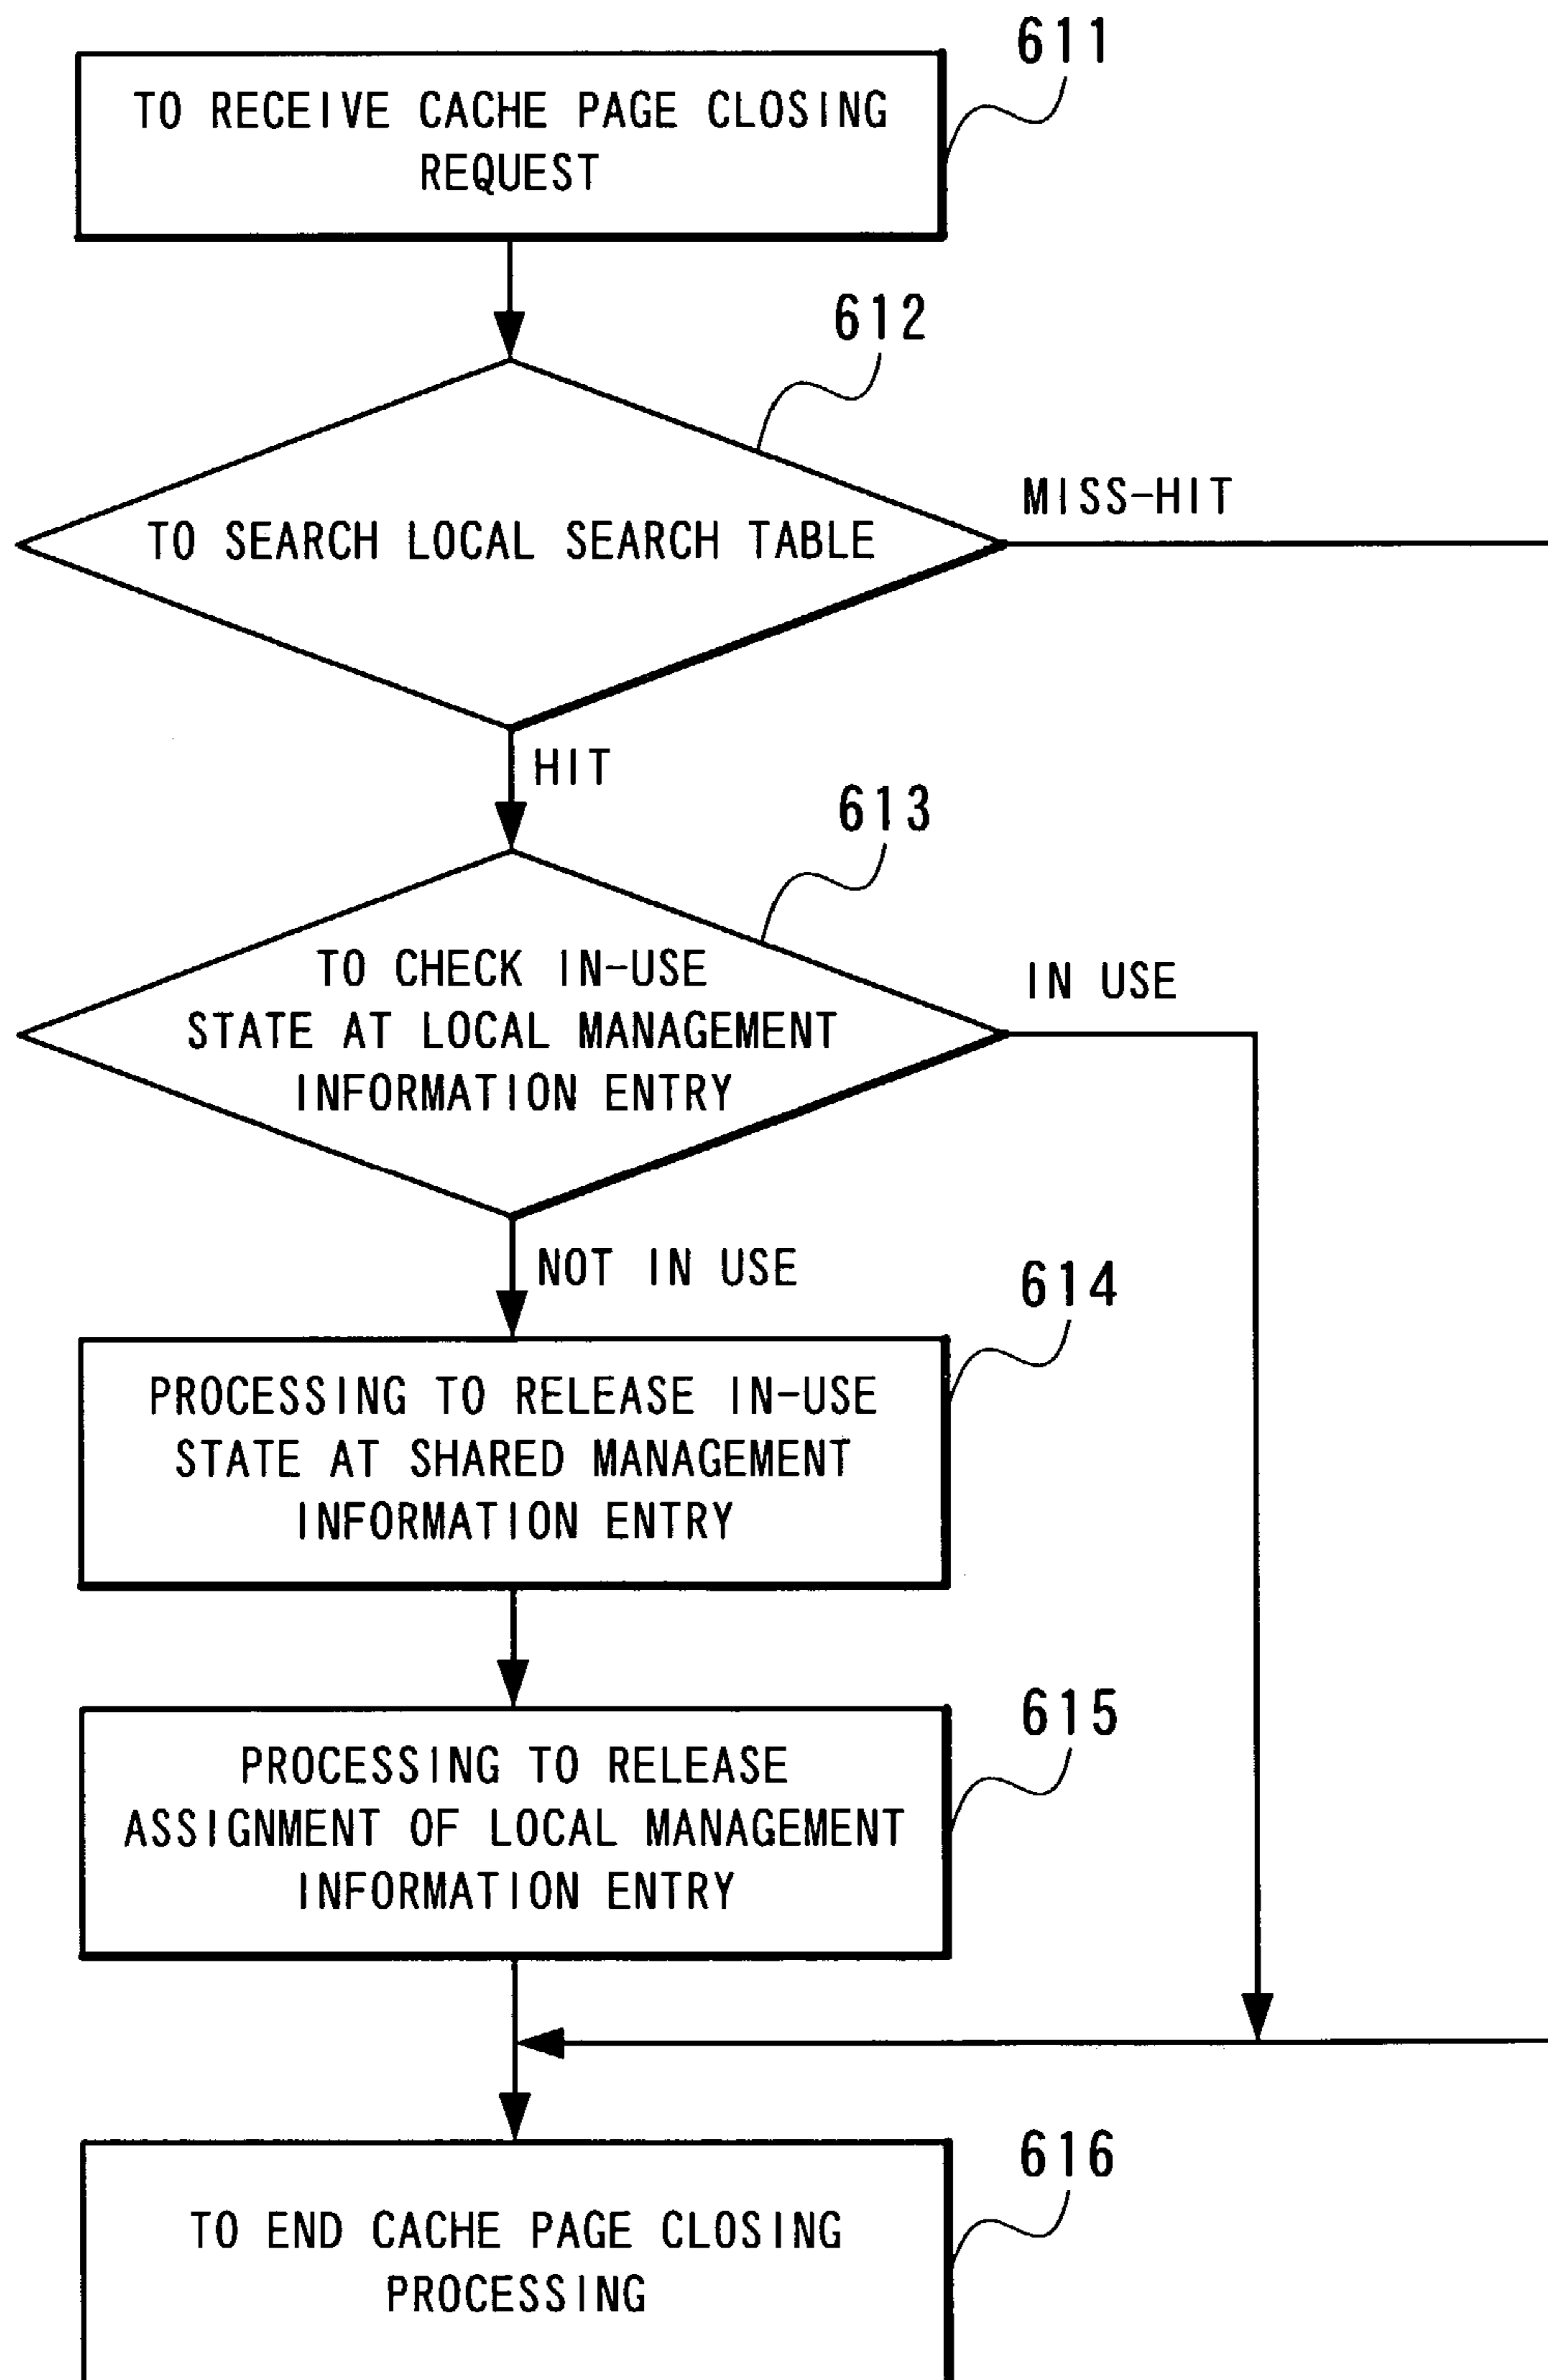 611
TO RECEIVE CACHE PAGE CLOSING
REQUEST
612
MISS-HIT
TO SEARCH LOCAL SEARCH TABLE
HIT
613
TO CHECK IN-USE
IN USE
STATE AT LOCAL MANAGEMENT
INFORMATION ENTRY
NOT IN USE
614
PROCESSING TO RELEASE IN-USE
STATE AT SHARED MANAGEMENT
INFORMATION ENTRY
615
PROCESSING TO RELEASE
ASSIGNMENT OF LOCAL MANAGEMENT
INFORMATION ENTRY
616
TO END CACHE PAGE CLOSING
PROCESSING